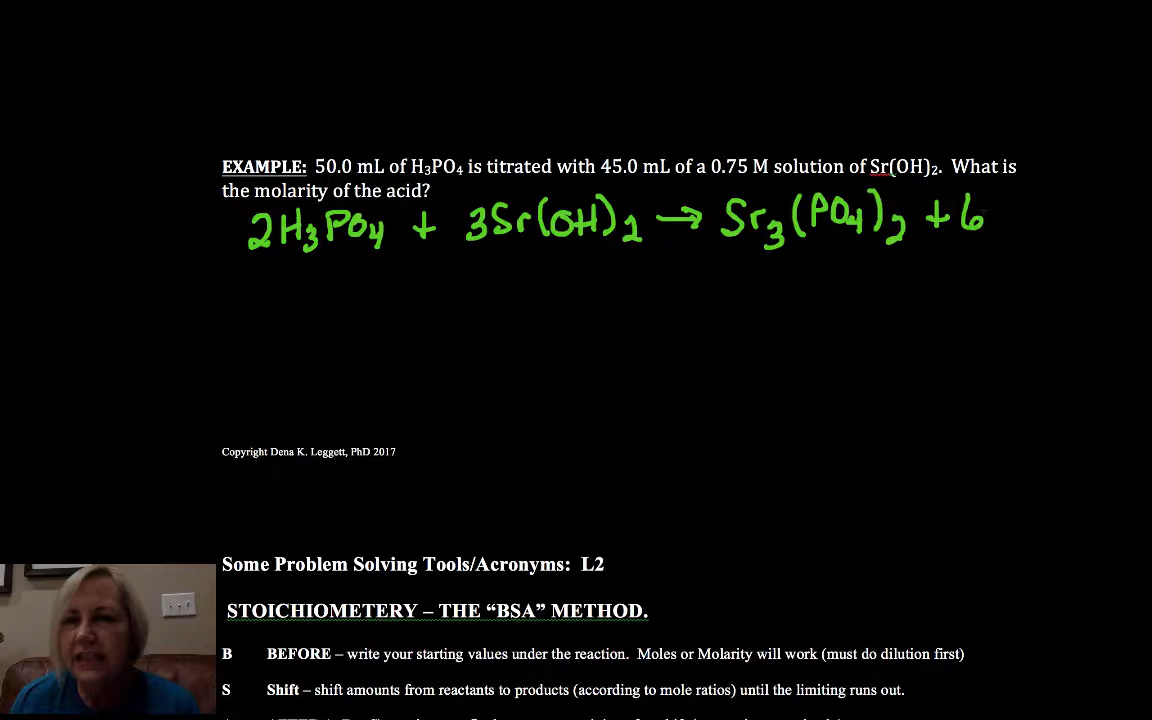 EXAMPLE: 50.0 mL of H₃PO₄ is titrated with 45.0 mL of a 0.75 M solution of Sr(OH)₂. What is
the molarity of the acid?
2H₃PO₄ + 3Sr(OH)₂ → Sr₃(PO₄)₂ + 6
Copyright Dena K. Leggett, PhD 2017
Some Problem Solving Tools/Acronyms: L2
STOICHIOMETERY – THE “BSA” METHOD.
B BEFORE – write your starting values under the reaction. Moles or Molarity will work (must do dilution first)
S Shift – shift amounts from reactants to products (according to mole ratios) until the limiting runs out.